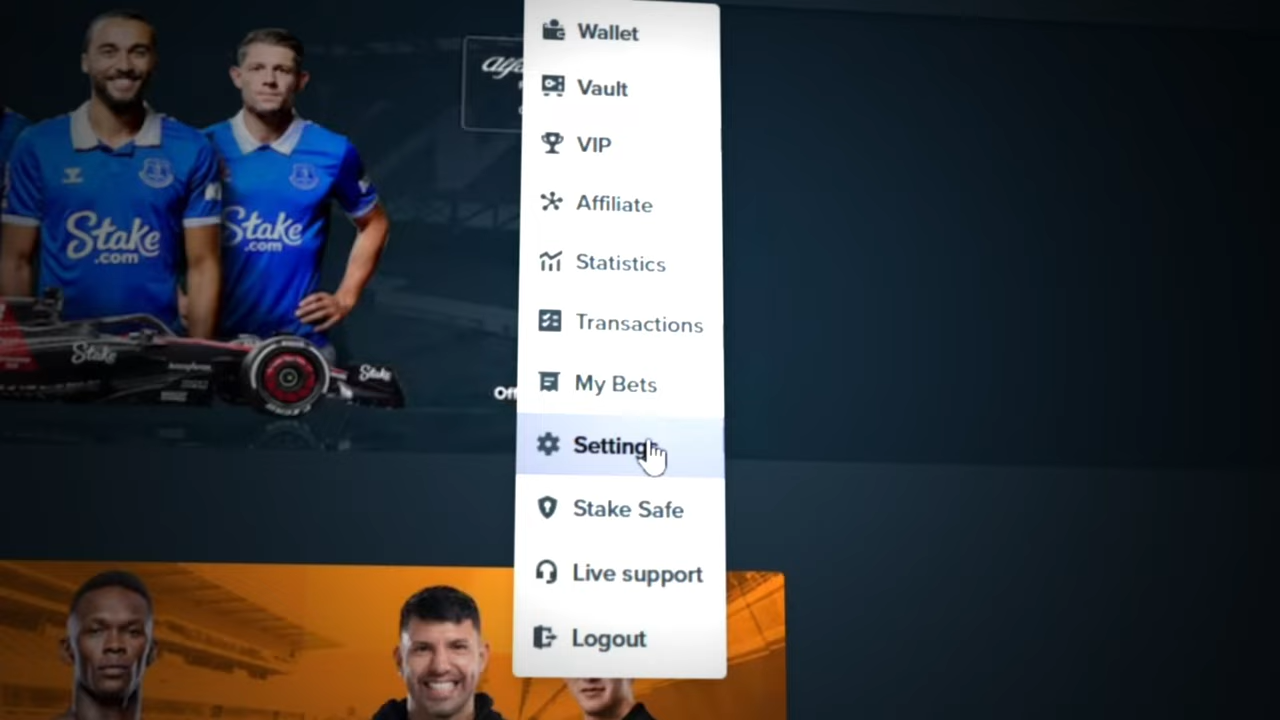 Wallet
Vault
VIP
Affiliate
Statistics
Transactions
My Bets
Settings
Stake Safe
Live support
Logout
Stake
.com
Stake
.com
Stake
Stake